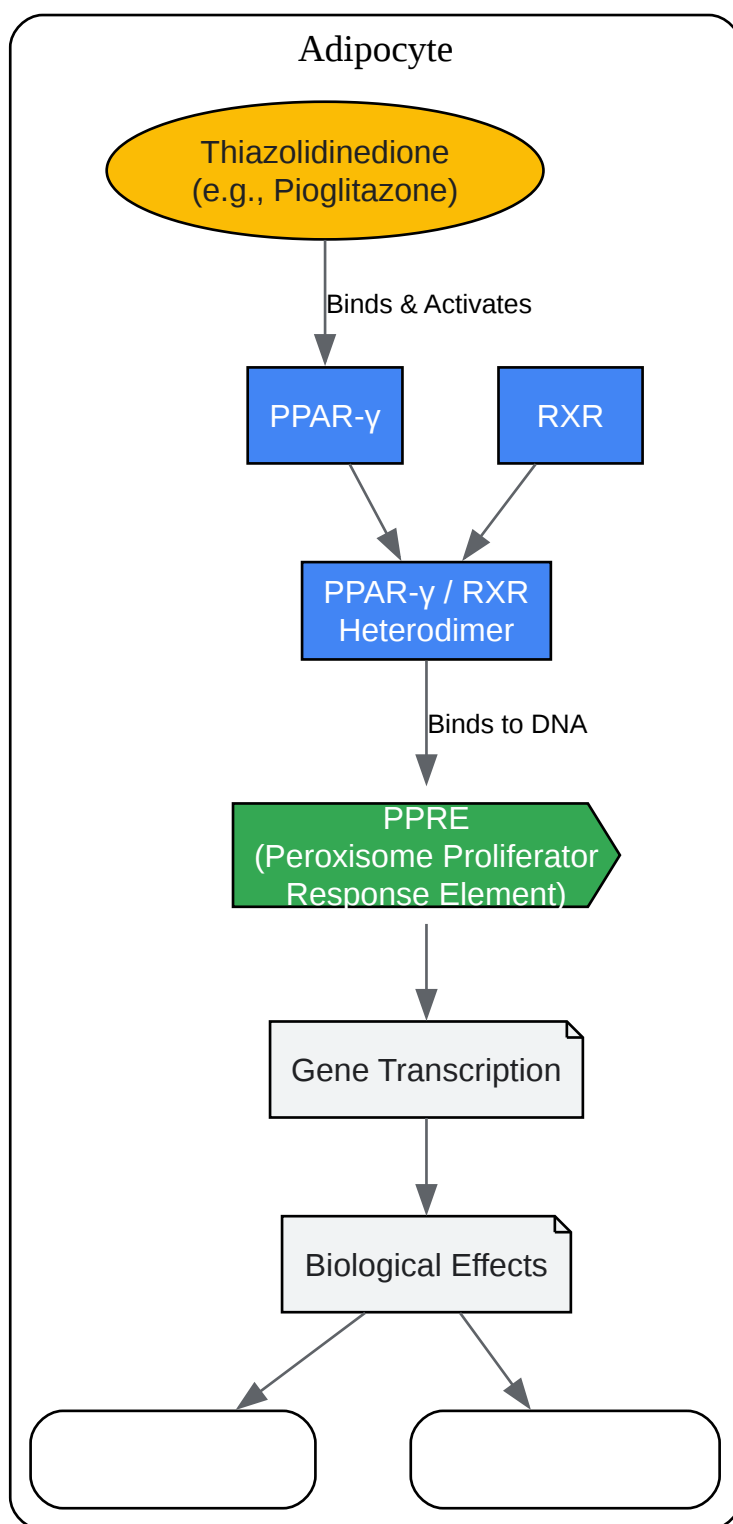 Adipocyte
Thiazolidinedione
(e.g., Pioglitazone)
Binds & Activates
PPAR-γ
RXR
PPAR-γ / RXR
Heterodimer
Binds to DNA
PPRE
(Peroxisome Proliferator
Response Element)
Gene Transcription
Biological Effects